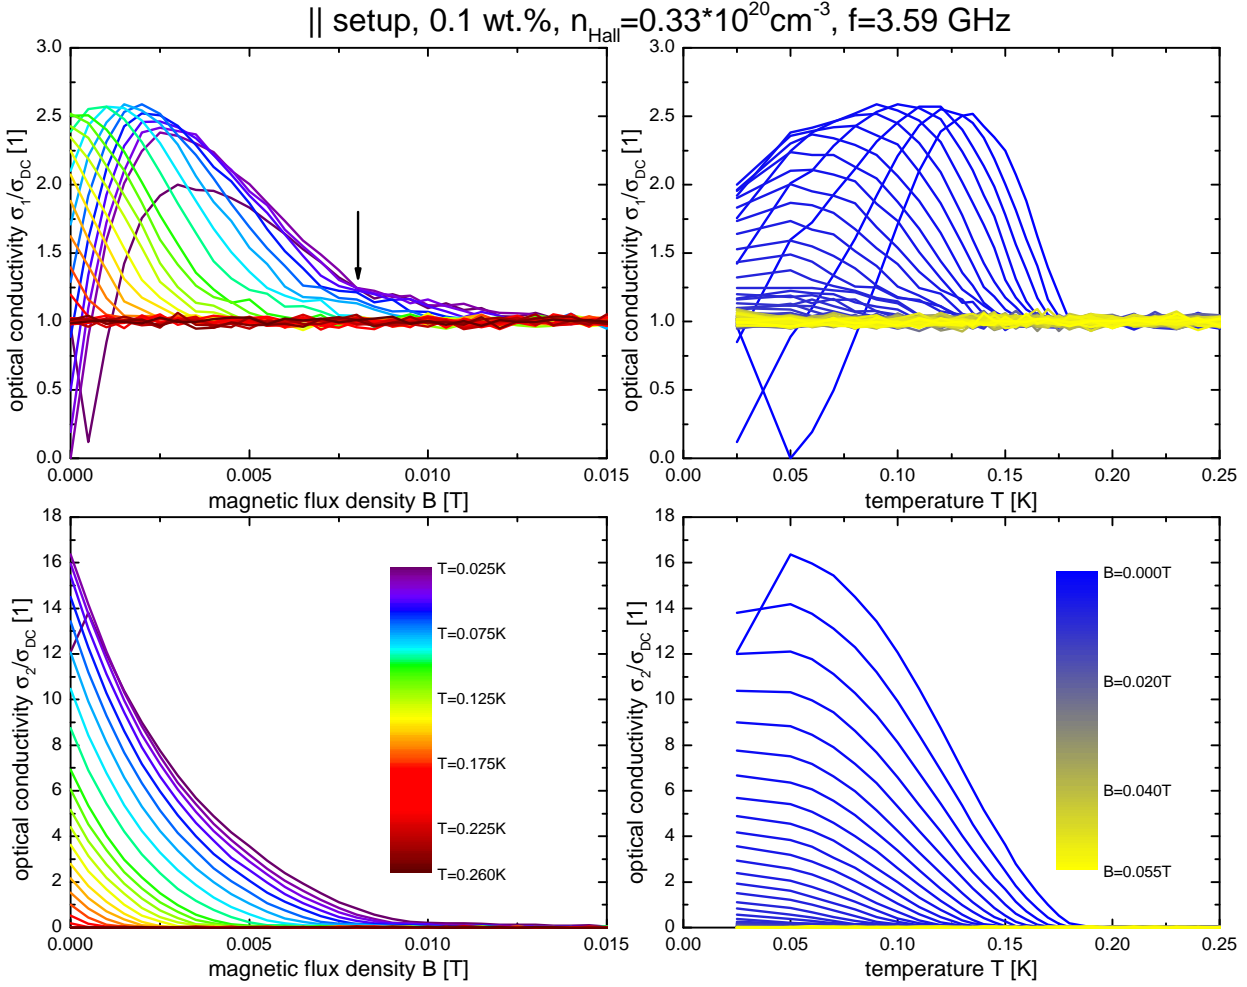 || setup, 0.1 wt.%, n_Hall=0.33*10^20cm^-3, f=3.59 GHz
3.0
2.5
2.0
1.5
1.0
0.5
0.0
optical conductivity σ₁/σ_DC [1]
0.000
0.005
0.010
0.015
magnetic flux density B [T]
3.0
2.5
2.0
1.5
1.0
0.5
0.0
optical conductivity σ₁/σ_DC [1]
0.00
0.05
0.10
0.15
0.20
0.25
temperature T [K]
18
16
14
12
10
8
6
4
2
0
optical conductivity σ₂/σ_DC [1]
T=0.025K
T=0.075K
T=0.125K
T=0.175K
T=0.225K
T=0.260K
0.000
0.005
0.010
0.015
magnetic flux density B [T]
18
16
14
12
10
8
6
4
2
0
optical conductivity σ₂/σ_DC [1]
B=0.000T
B=0.020T
B=0.040T
B=0.055T
0.00
0.05
0.10
0.15
0.20
0.25
temperature T [K]